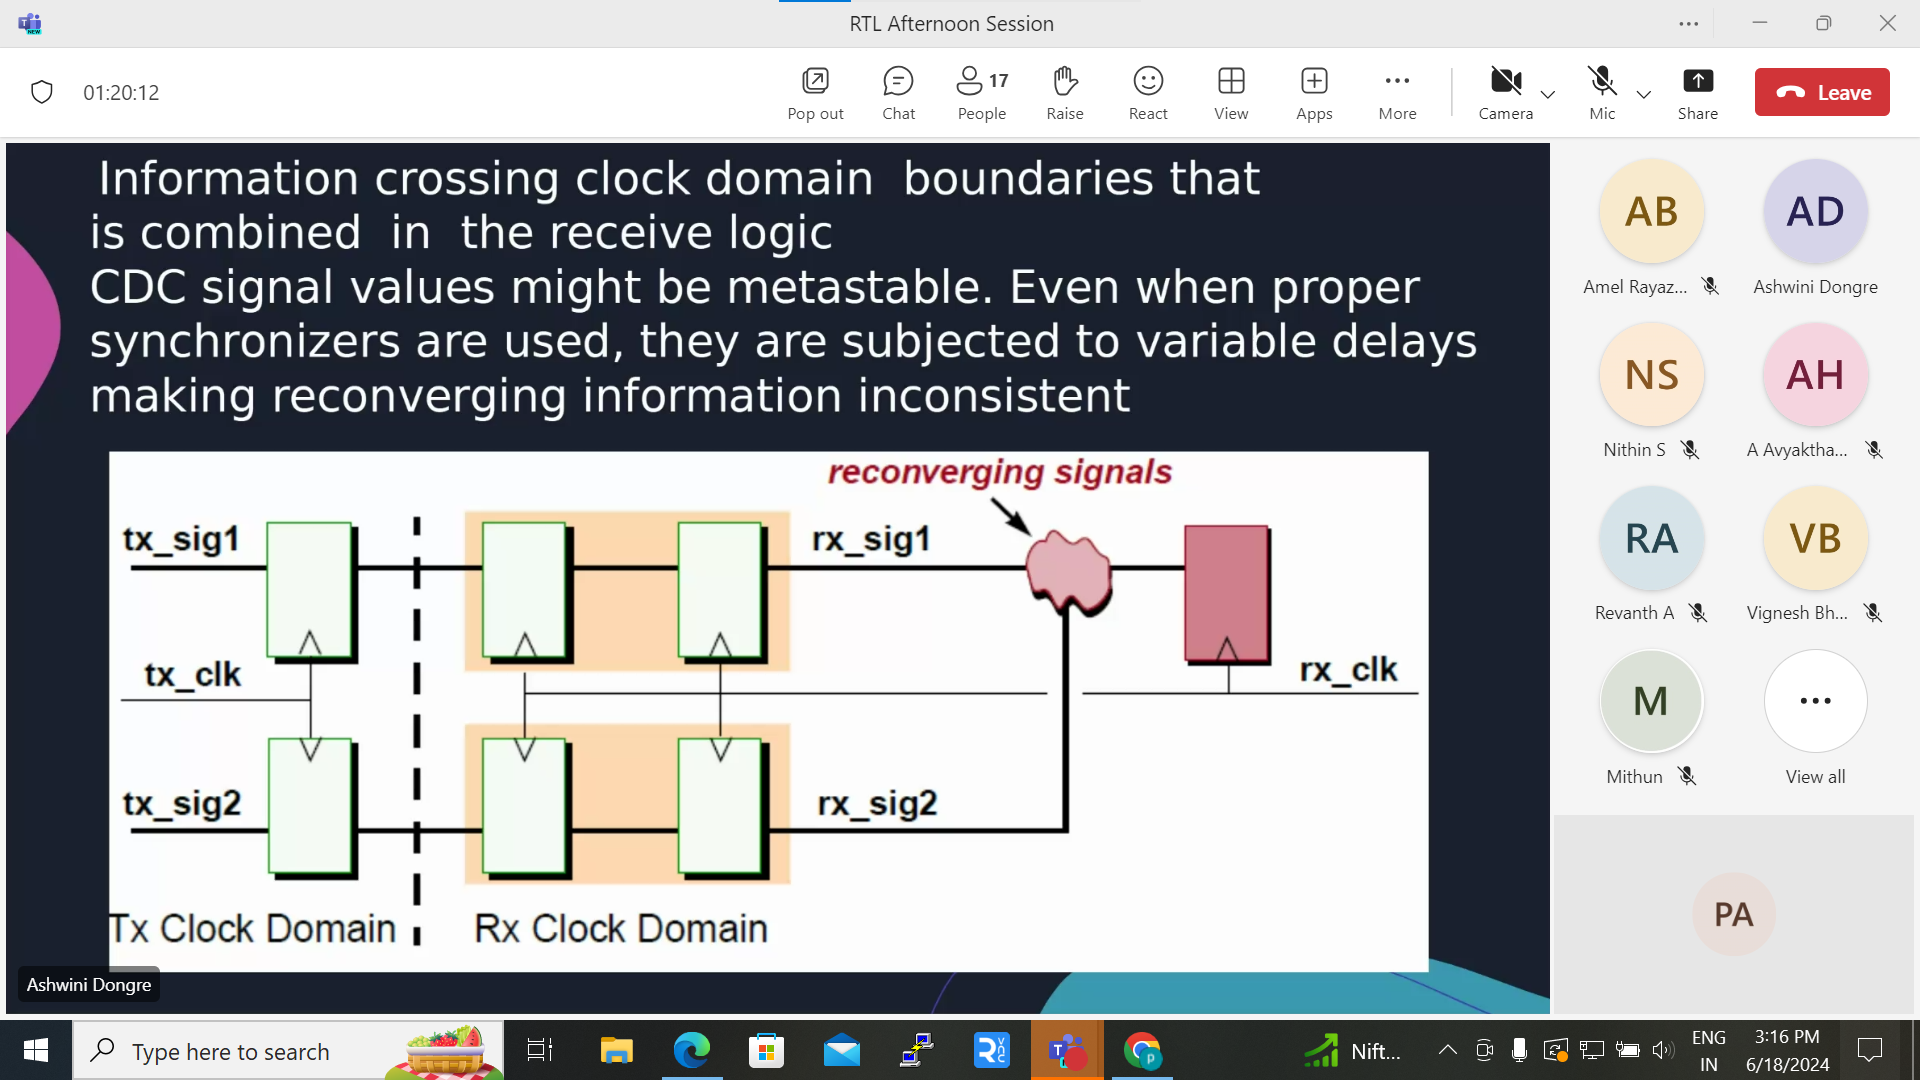 RTL Afternoon Session
01:20:12
Pop out
Chat
17
People
Raise
React
View
Apps
More
Camera
Mic
Share
Leave
Information crossing clock domain boundaries that
is combined in the receive logic
CDC signal values might be metastable. Even when proper
synchronizers are used, they are subjected to variable delays
making reconverging information inconsistent
reconverging signals
tx_sig1
rx_sig1
tx_clk
rx_clk
tx_sig2
rx_sig2
Tx Clock Domain
Rx Clock Domain
Ashwini Dongre
AB
AD
Amel Rayaz...
Ashwini Dongre
NS
AH
Nithin S
A Avyaktha...
RA
VB
Revanth A
Vignesh Bh...
M
Mithun
View all
PA
Type here to search
Nift...
ENG
IN
3:16 PM
6/18/2024